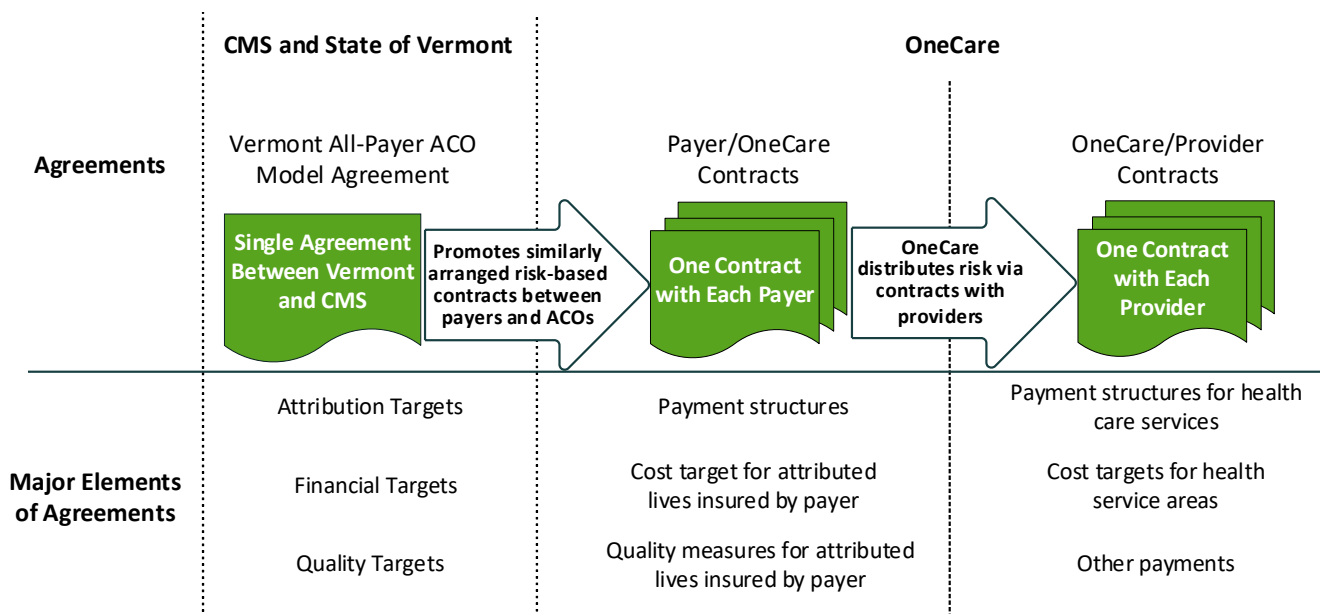 CMS and State of Vermont
OneCare
Agreements
Vermont All-Payer ACO
Model Agreement
Payer/OneCare
Contracts
OneCare/Provider
Contracts
Single Agreement
Between Vermont
and CMS
Promotes similarly
arranged risk-based
contracts between
payers and ACOs
One Contract
with Each Payer
OneCare
distributes risk via
contracts with
providers
One Contract
with Each
Provider
Major Elements
of Agreements
Attribution Targets
Payment structures
Payment structures for health
care services
Financial Targets
Cost target for attributed
lives insured by payer
Cost targets for health
service areas
Quality Targets
Quality measures for attributed
lives insured by payer
Other payments